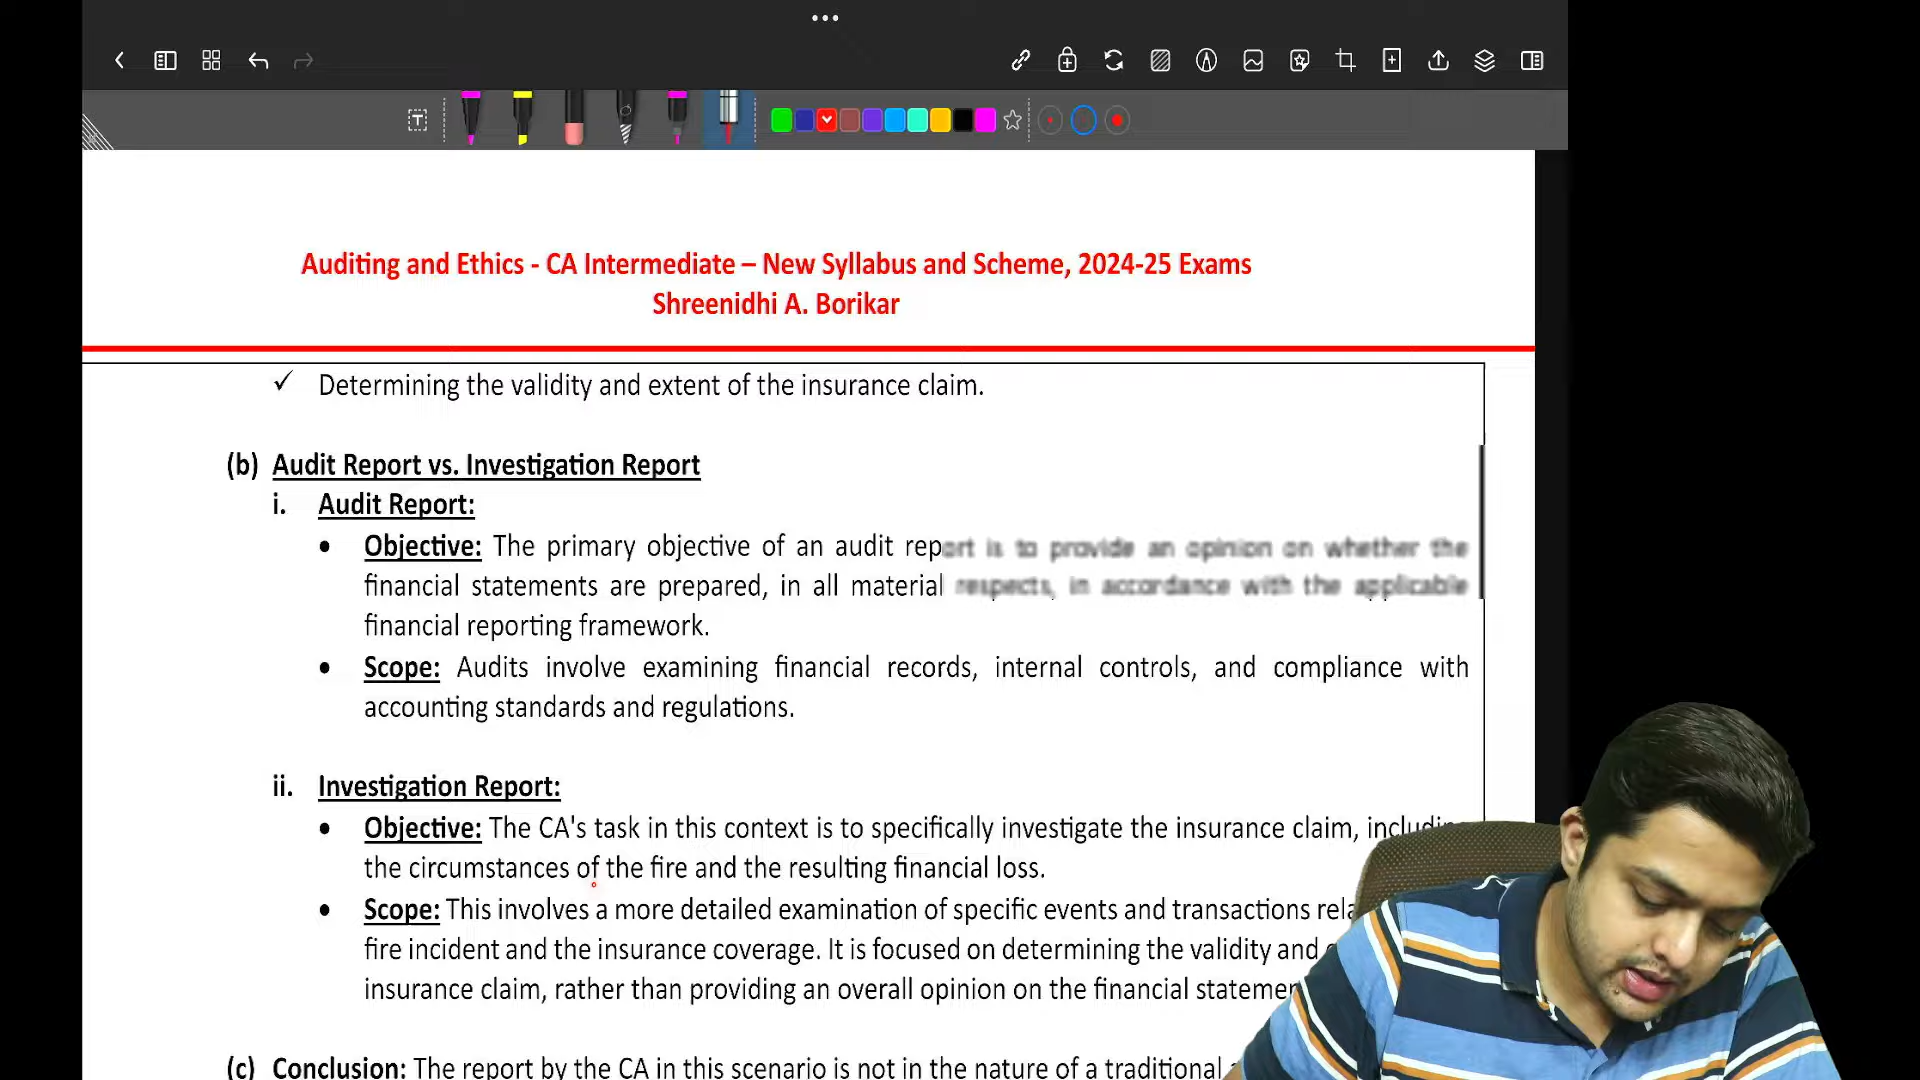 Auditing and Ethics - CA Intermediate – New Syllabus and Scheme, 2024-25 Exams
Shreenidhi A. Borikar
✓ Determining the validity and extent of the insurance claim.
(b) Audit Report vs. Investigation Report
i. Audit Report:
• Objective: The primary objective of an audit report is to provide an opinion on whether the
financial statements are prepared, in all material respects, in accordance with the applicable
financial reporting framework.
• Scope: Audits involve examining financial records, internal controls, and compliance with
accounting standards and regulations.
ii. Investigation Report:
• Objective: The CA's task in this context is to specifically investigate the insurance claim, including
the circumstances of the fire and the resulting financial loss.
• Scope: This involves a more detailed examination of specific events and transactions
fire incident and the insurance coverage. It is focused on determining the validity and
insurance claim, rather than providing an overall opinion on the financial
(c) Conclusion: The report by the CA in this scenario is not in the nature of a traditional